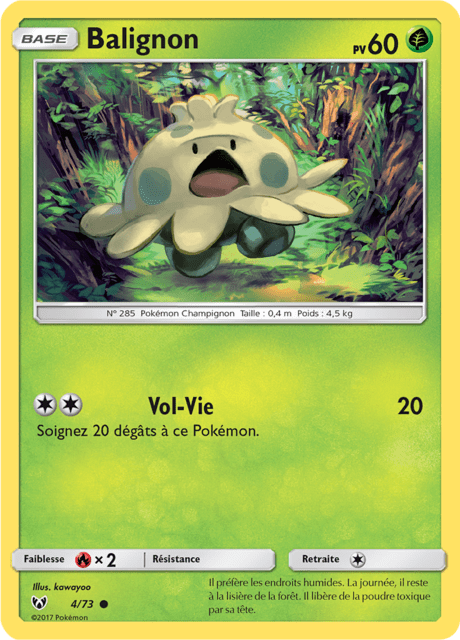 BASE Balignon PV60
N° 285 Pokémon Champignon Taille : 0,4 m Poids : 4,5 kg
Vol-Vie 20
Soignez 20 dégâts à ce Pokémon.
Faiblesse × 2 Résistance Retraite
Illus. kawayoo
4/73
©2017 Pokémon
Il préfère les endroits humides. La journée, il reste
à la lisière de la forêt. Il libère de la poudre toxique
par sa tête.